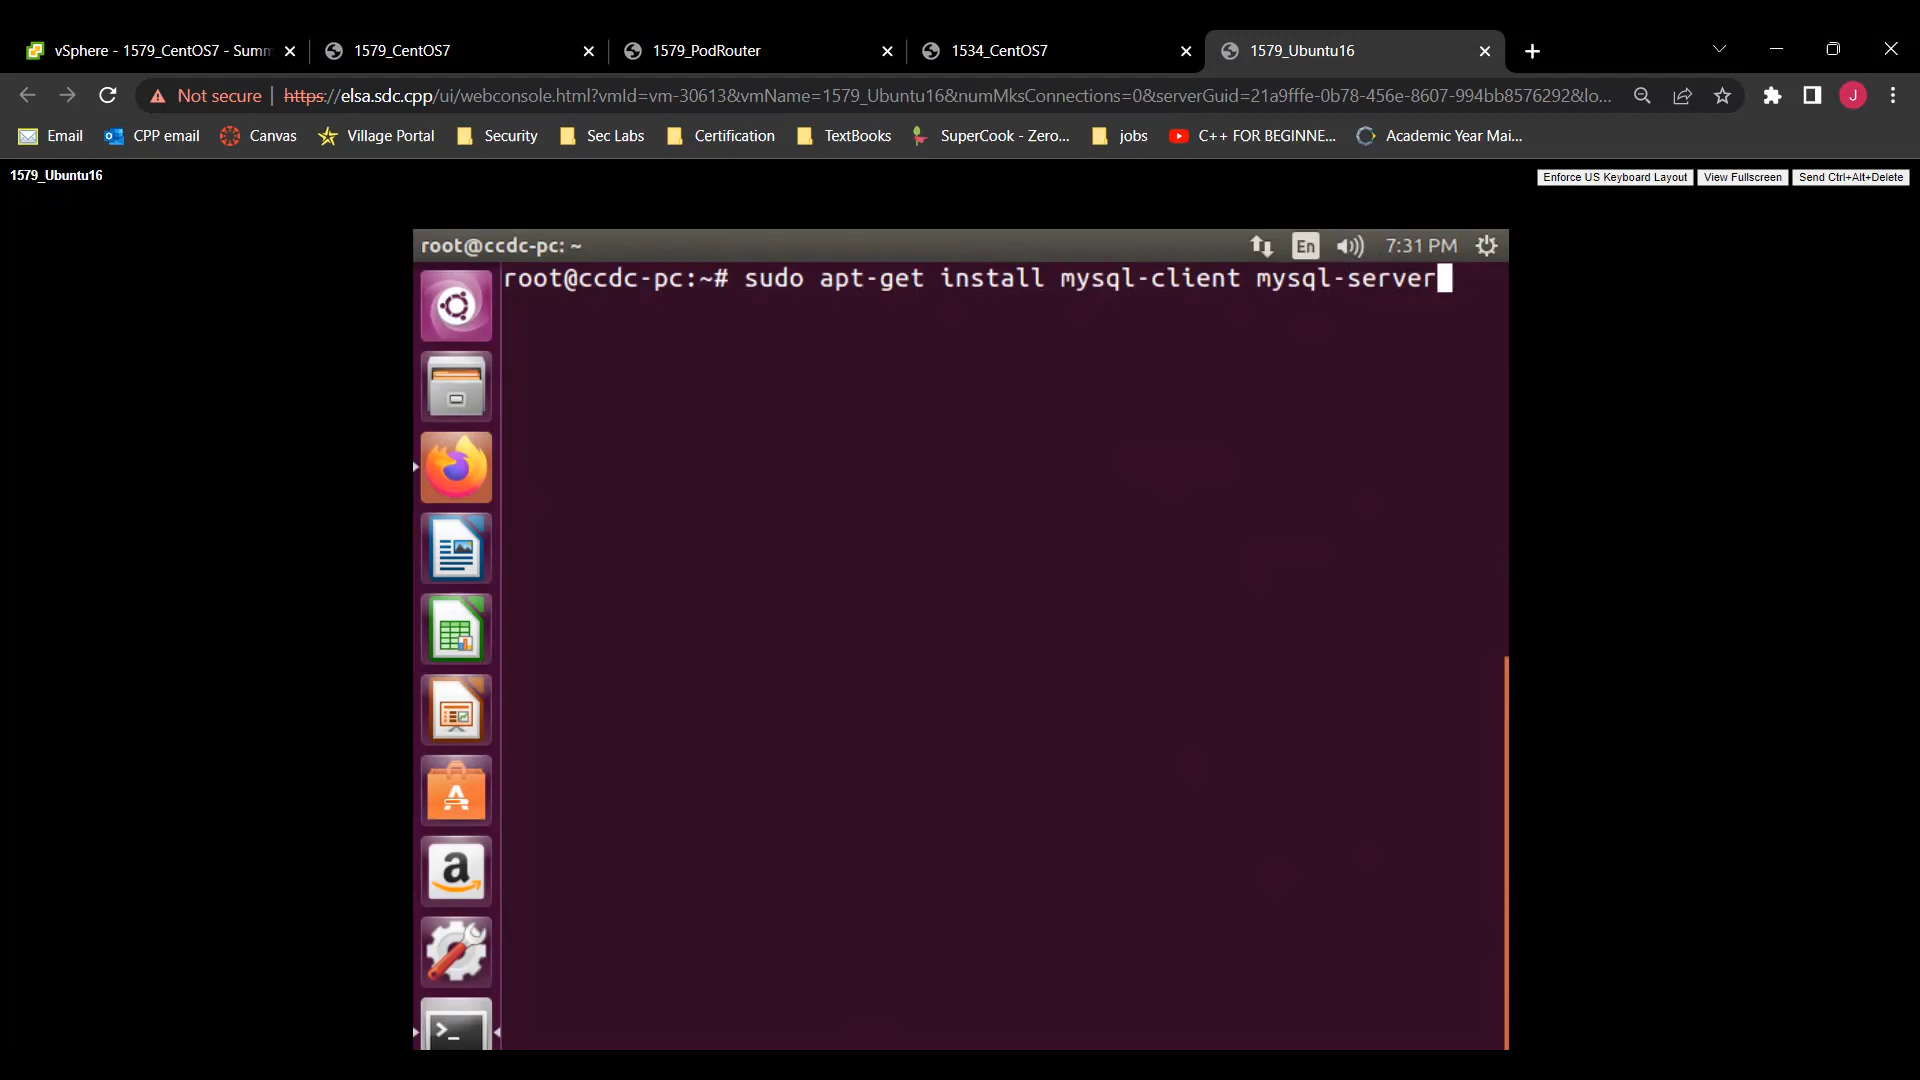 vSphere - 1579_CentOS7 - Summ
1579_CentOS7
1579_PodRouter
1534_CentOS7
1579_Ubuntu16
Not secure
https://elsa.sdc.cpp/ui/webconsole.html?vmId=vm-30613&vmName=1579_Ubuntu16&numMksConnections=0&serverGuid=21a9fffe-0b78-456e-8607-994bb8576292&lo...
J
Email
CPP email
Canvas
Village Portal
Security
Sec Labs
Certification
TextBooks
SuperCook - Zero...
jobs
C++ FOR BEGINNE...
Academic Year Mai...
1579_Ubuntu16
Enforce US Keyboard Layout
View Fullscreen
Send Ctrl+Alt+Delete
root@ccdc-pc: ~
En
7:31 PM
root@ccdc-pc:~# sudo apt-get install mysql-client mysql-server